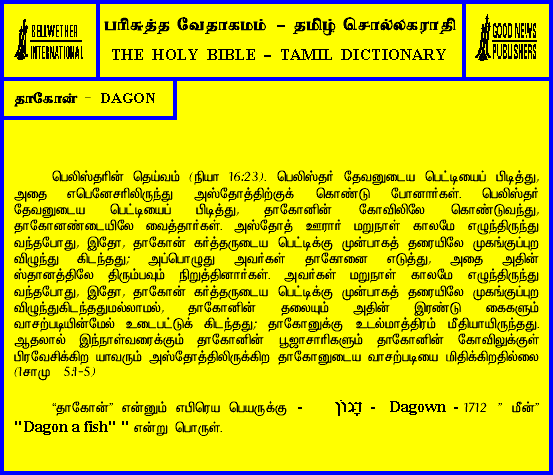 BELLWETHER
INTERNATIONAL
பரிசுத்த வேதாகமம் – தமிழ் சொல்லகராதி
THE HOLY BIBLE – TAMIL DICTIONARY
GOOD NEWS
PUBLISHERS
தாகோன் – DAGON
பெலிஸ்தரின் தெய்வம் (நியா 16:23). பெலிஸ்தர் தேவனுடைய பெட்டியைப் பிடித்து,
அதை எபெனேசரிலிருந்து அஸ்தோத்திற்குக் கொண்டு போனார்கள். பெலிஸ்தர்
தேவனுடைய பெட்டியைப் பிடித்து, தாகோனின் கோவிலிலே கொண்டுவந்து,
தாகோனண்டையிலே வைத்தார்கள். அஸ்தோத் ஊரார் மறுநாள் காலமே எழுந்திருந்து
வந்தபோது, இதோ, தாகோன் கர்த்தருடைய பெட்டிக்கு முன்பாகத் தரையிலே முகங்குப்புற
விழுந்து கிடந்தது; அப்பொழுது அவர்கள் தாகோனை எடுத்து, அதை அதின்
ஸ்தானத்திலே திரும்பவும் நிறுத்தினார்கள். அவர்கள் மறுநாள் காலமே எழுந்திருந்து
வந்தபோது, இதோ, தாகோன் கர்த்தருடைய பெட்டிக்கு முன்பாகத் தரையிலே முகங்குப்புற
விழுந்துகிடந்ததுமல்லாமல், தாகோனின் தலையும் அதின் இரண்டு கைகளும்
வாசற்படியின்மேல் உடைபட்டுக் கிடந்தது; தாகோனுக்கு உடல்மாத்திரம் மீதியாயிருந்தது.
ஆதலால் இந்நாள்வரைக்கும் தாகோனின் பூஜாசாரிகளும் தாகோனின் கோவிலுக்குள்
பிரவேசிக்கிற யாவரும் அஸ்தோத்திலிருக்கிற தாகோனுடைய வாசற்படியை மிதிக்கிறதில்லை
(1சாமு 5:1-5)
“தாகோன்” என்னும் எபிரெய பெயருக்கு - דָּגוֹן - Dagown - 1712 ” மீன்”
"Dagon a fish" " என்று பொருள்.